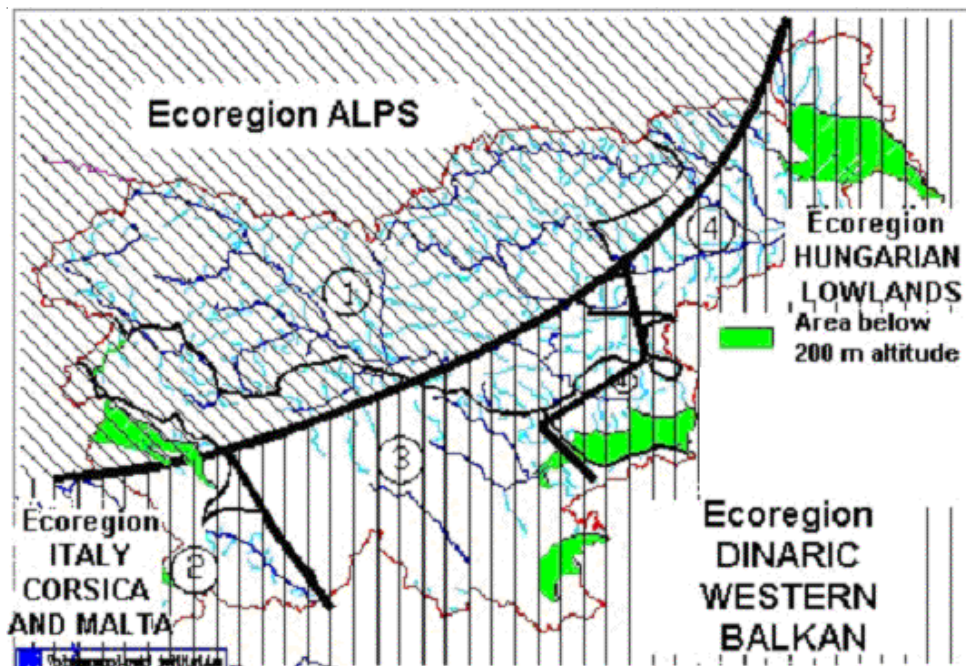 Ecoregion ALPS
1
4
Ecoregion
HUNGARIAN
LOWLANDS
Area below
200 m altitude
3
2
Ecoregion
ITALY
CORSICA
AND MALTA
Ecoregion
DINARIC
WESTERN
BALKAN